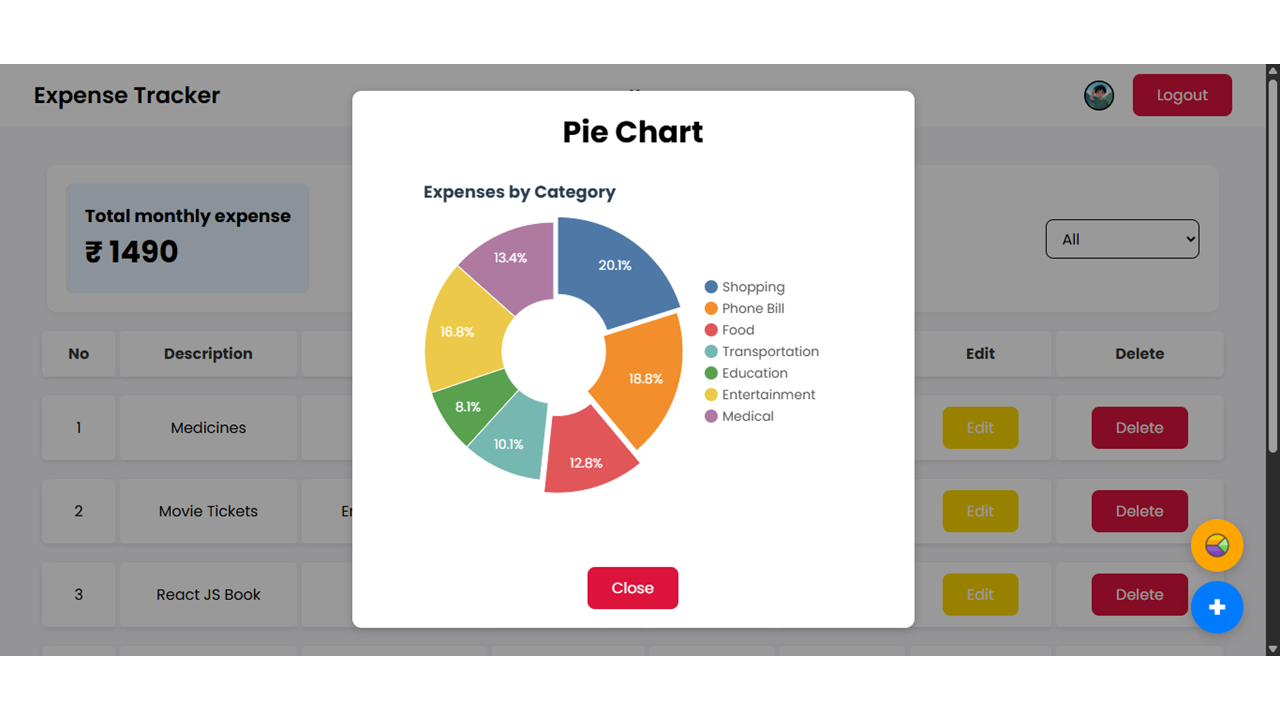 Expense Tracker
Logout
Pie Chart
Expenses by Category
Total monthly expense
₹ 1490
All
20.1%
18.8%
12.8%
10.1%
8.1%
16.8%
13.4%
Shopping
Phone Bill
Food
Transportation
Education
Entertainment
Medical
No Description Edit Delete
1 Medicines Edit Delete
2 Movie Tickets Edit Delete
3 React JS Book Edit Delete
Close